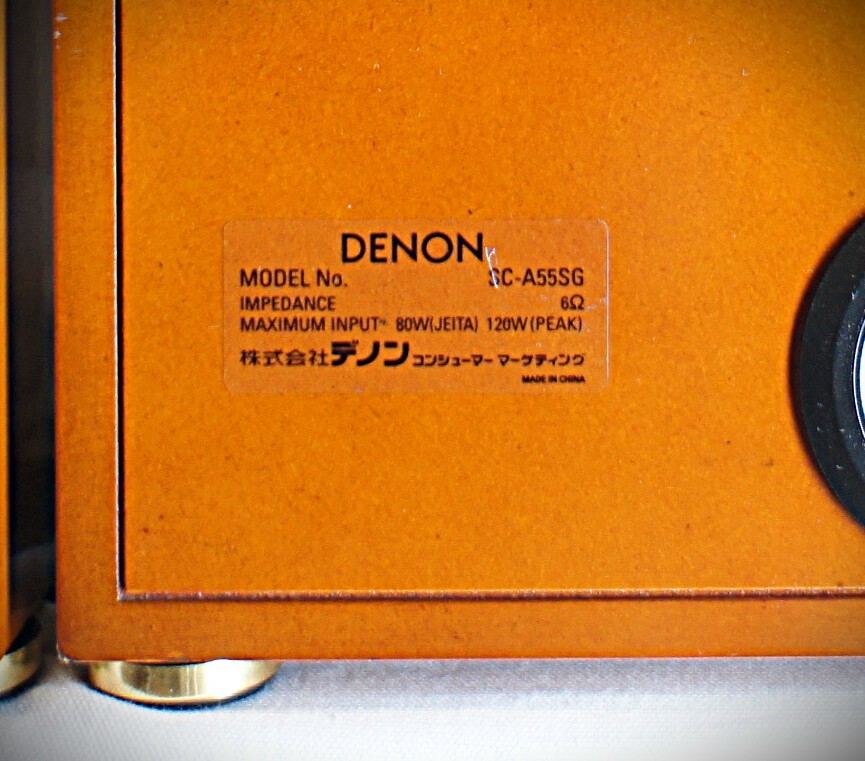 DENON
MODEL No. SC-A55SG
IMPEDANCE 6Ω
MAXIMUM INPUT 80W(JEITA) 120W(PEAK)
株式会社デノン コンシューマー マーケティング
MADE IN CHINA